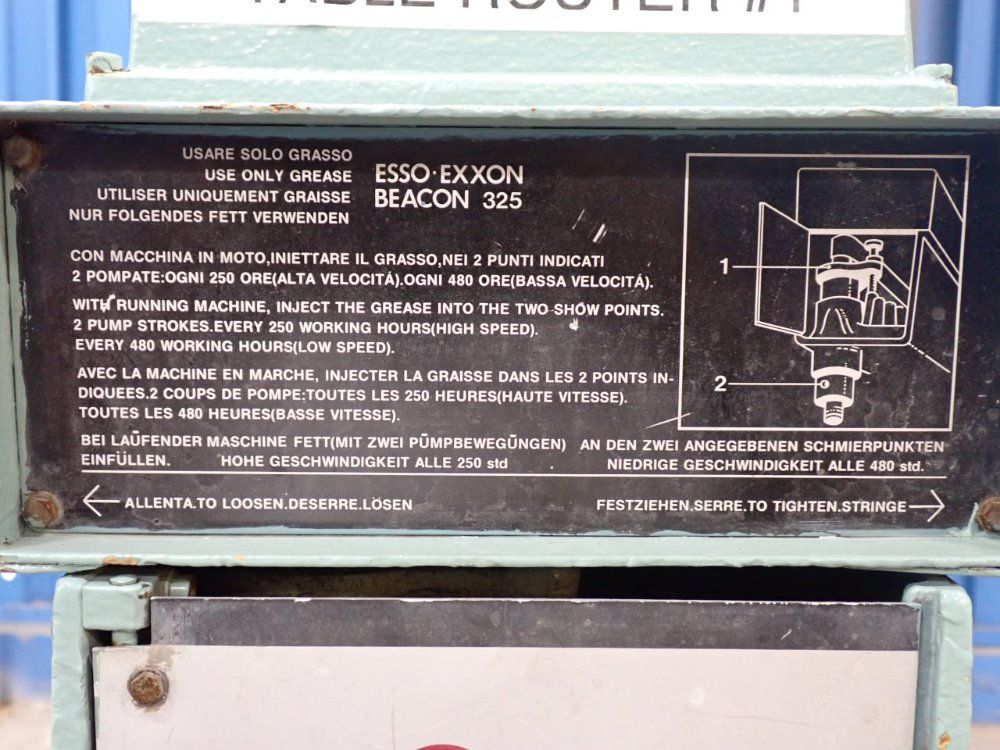 TABLE ROUTER #1
USARE SOLO GRASSO
USE ONLY GREASE
UTILISER UNIQUEMENT GRAISSE
NUR FOLGENDES FETT VERWENDEN
ESSO·EXXON
BEACON 325
CON MACCHINA IN MOTO,INIETTARE IL GRASSO,NEI 2 PUNTI INDICATI
2 POMPATE:OGNI 250 ORE(ALTA VELOCITÁ).OGNI 480 ORE(BASSA VELOCITÁ).
WITH RUNNING MACHINE, INJECT THE GREASE INTO THE TWO SHOW POINTS.
2 PUMP STROKES.EVERY 250 WORKING HOURS(HIGH SPEED).
EVERY 480 WORKING HOURS(LOW SPEED).
AVEC LA MACHINE EN MARCHE, INJECTER LA GRAISSE DANS LES 2 POINTS IN-
DIQUEES.2 COUPS DE POMPE:TOUTES LES 250 HEURES(HAUTE VITESSE).
TOUTES LES 480 HEURES(BASSE VITESSE).
1
2
BEI LAŪFENDER MASCHINE FETT(MIT ZWEI PŪMPBEWEGŪNGEN) AN DEN ZWEI ANGEGEBENEN SCHMIERPUNKTEN
EINFÜLLEN. HOHE GESCHWINDIGKEIT ALLE 250 std . NIEDRIGE GESCHWINDIGKEIT ALLE 480 std.
ALLENTA.TO LOOSEN.DESERRE.LÖSEN
FESTZIEHEN.SERRE.TO TIGHTEN.STRINGE